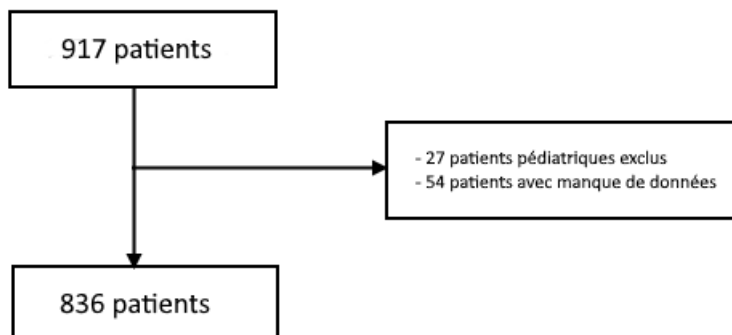 917 patients
- 27 patients pédiatriques exclus
- 54 patients avec manque de données
836 patients